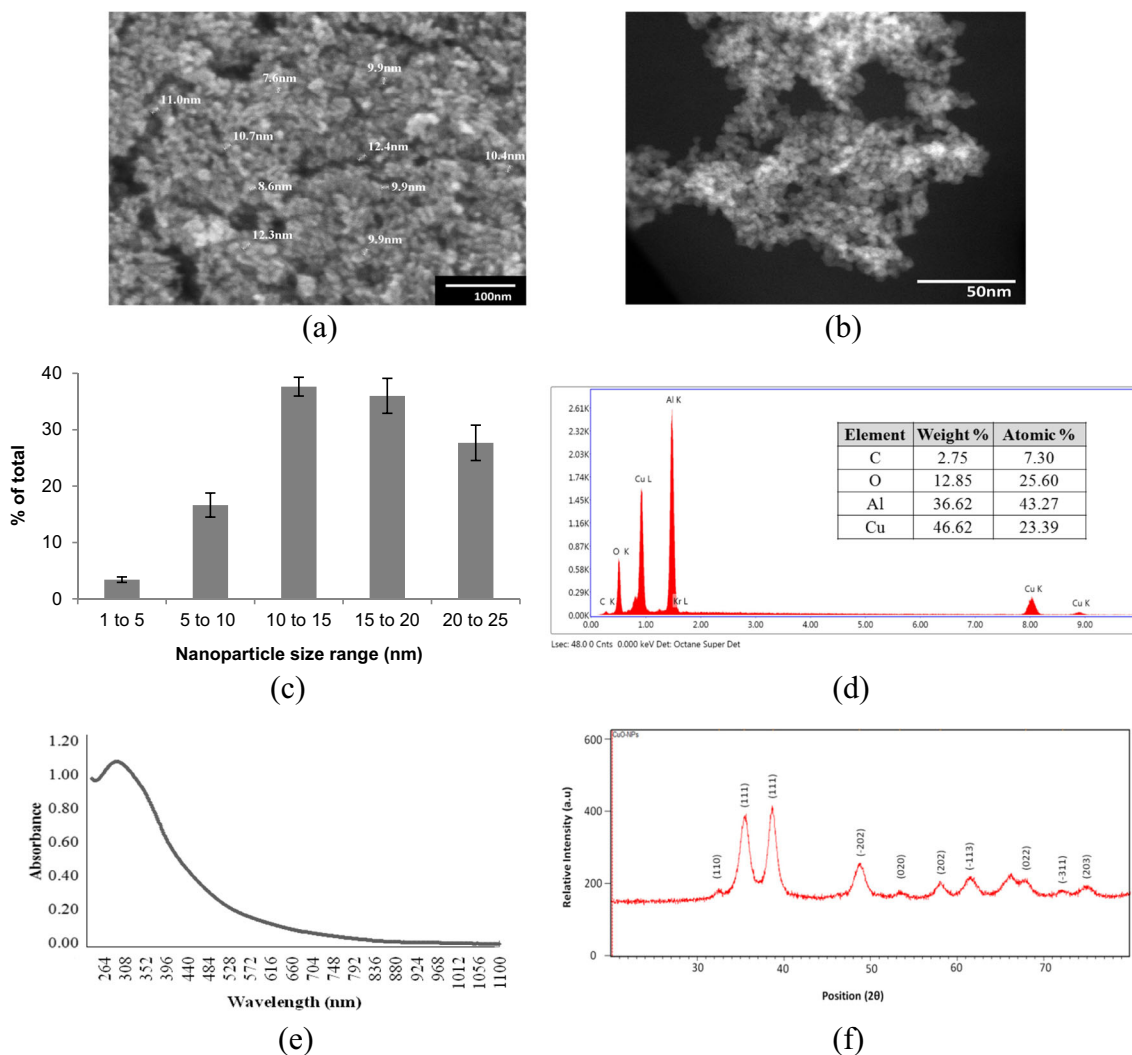 7.6nm
9.9nm
11.0nm
10.7nm
12.4nm
10.4nm
8.6nm
9.9nm
12.3nm
9.9nm
100nm
(a)
50nm
(b)
% of total
40
30
20
10
0
1 to 5 5 to 10 10 to 15 15 to 20 20 to 25
Nanoparticle size range (nm)
(c)
2.61K
2.32K
2.03K
1.74K
1.45K
1.16K
0.87K
0.58K
0.29K
0.00K
Al K
Cu L
O K
C K
Kr L
Cu K
Cu K
0.00 1.00 2.00 3.00 4.00 5.00 6.00 7.00 8.00 9.00
Lsec: 48.0 0 Cnts 0.000 keV Det: Octane Super Det
Element Weight % Atomic %
C 2.75 7.30
O 12.85 25.60
Al 36.62 43.27
Cu 46.62 23.39
(d)
Absorbance
1.20
1.00
0.80
0.60
0.40
0.20
0.00
264 308 352 396 440 484 528 572 616 660 704 748 792 836 880 924 968 1012 1056 1100
Wavelength (nm)
(e)
CuO-NPs
Relative Intensity (a.u)
600
400
200
0
(110) (111) (111) (-202) (020) (202) (-113) (022) (-311) (203)
30 40 50 60 70
Position (2θ)
(f)